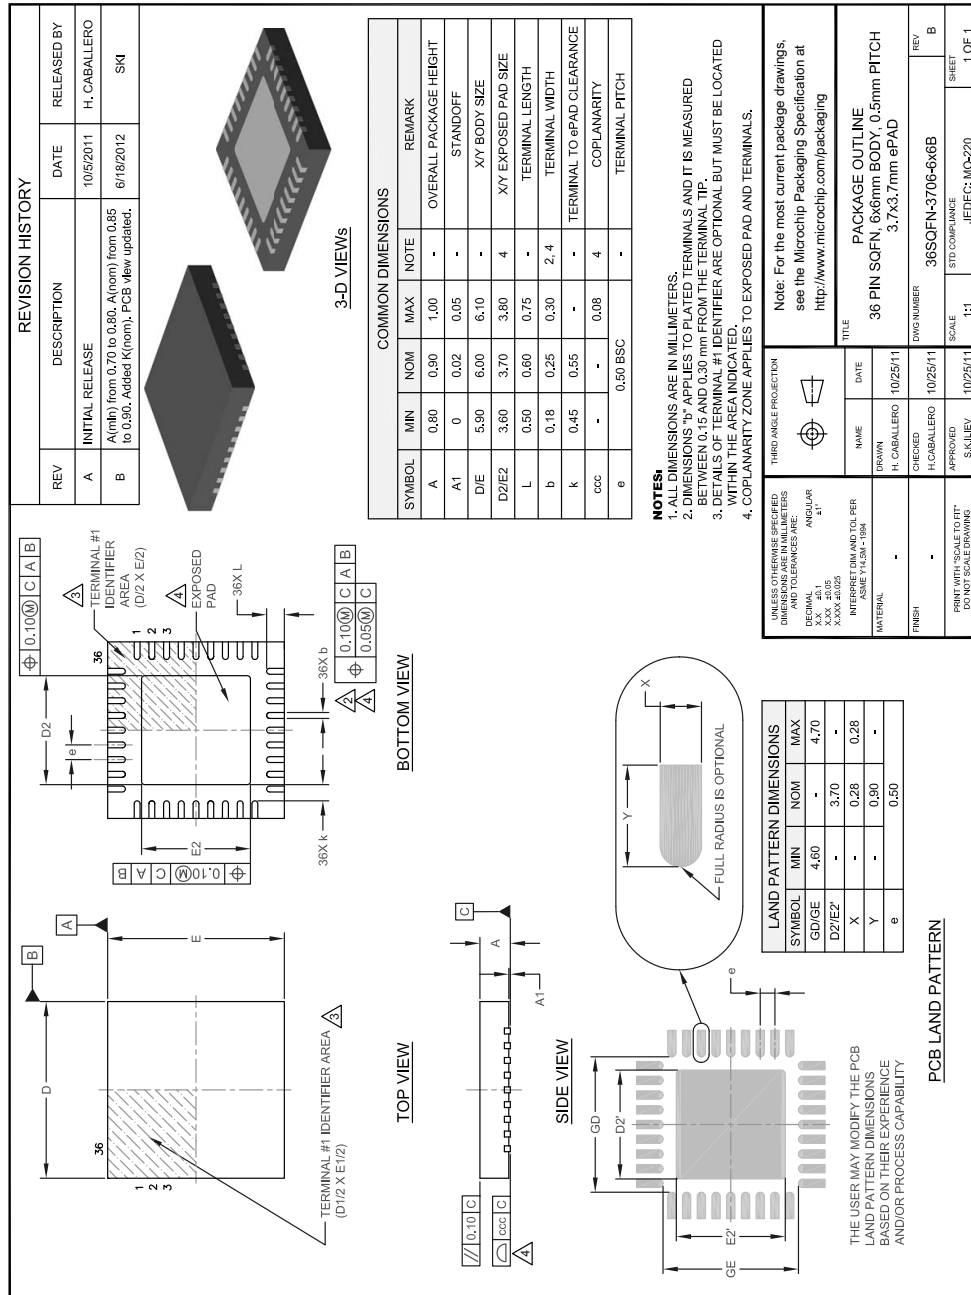 REVISION HISTORY
REV DESCRIPTION DATE RELEASED BY
A INITIAL RELEASE 10/5/2011 H. CABALLERO
B A(min) from 0.70 to 0.80. A(nom) from 0.85 to 0.90. Added K(nom), PCB view updated. 6/18/2012 SKI
3-D VIEWs
B
A
D
E
36
1
2
3
TERMINAL #1 IDENTIFIER AREA
(D1/2 X E1/2)
3
TOP VIEW
0.10 M C A B
D2
e
36
1
2
3
3
TERMINAL #1
IDENTIFIER
AREA
(D/2 X E/2)
4
EXPOSED
PAD
36X L
E2
0.10 M C A B
36X k
36X b
2
4
0.10 M C A B
0.05 M C
BOTTOM VIEW
// 0.10 C
ccc C
4
C
A
A1
SIDE VIEW
COMMON DIMENSIONS
SYMBOL MIN NOM MAX NOTE REMARK
A 0.80 0.90 1.00 - OVERALL PACKAGE HEIGHT
A1 0 0.02 0.05 - STANDOFF
D/E 5.90 6.00 6.10 - X/Y BODY SIZE
D2/E2 3.60 3.70 3.80 4 X/Y EXPOSED PAD SIZE
L 0.50 0.60 0.75 - TERMINAL LENGTH
b 0.18 0.25 0.30 2, 4 TERMINAL WIDTH
k 0.45 0.55 - - TERMINAL TO ePAD CLEARANCE
ccc - - 0.08 4 COPLANARITY
e 0.50 BSC - TERMINAL PITCH
NOTES:
1. ALL DIMENSIONS ARE IN MILLIMETERS.
2. DIMENSIONS "b" APPLIES TO PLATED TERMINALS AND IT IS MEASURED
BETWEEN 0.15 AND 0.30 mm FROM THE TERMINAL TIP.
3. DETAILS OF TERMINAL #1 IDENTIFIER ARE OPTIONAL BUT MUST BE LOCATED
WITHIN THE AREA INDICATED.
4. COPLANARITY ZONE APPLIES TO EXPOSED PAD AND TERMINALS.
GD
D2'
E2'
GE
e
X
Y
FULL RADIUS IS OPTIONAL
THE USER MAY MODIFY THE PCB
LAND PATTERN DIMENSIONS
BASED ON THEIR EXPERIENCE
AND/OR PROCESS CAPABILITY
LAND PATTERN DIMENSIONS
SYMBOL MIN NOM MAX
GD/GE 4.60 - 4.70
D2'/E2' - 3.70 -
X - 0.28 0.28
Y - 0.90 -
e 0.50
PCB LAND PATTERN
UNLESS OTHERWISE SPECIFIED
DIMENSIONS ARE IN MILLIMETERS
AND TOLERANCES ARE:
DECIMAL ANGULAR
X.X ±0.1 ±1°
X.XX ±0.05
X.XXX ±0.025
INTERPRET DIM AND TOL PER
ASME Y14.5M - 1994
MATERIAL
-
FINISH
-
PRINT WITH "SCALE TO FIT"
DO NOT SCALE DRAWING
THIRD ANGLE PROJECTION
NAME DATE
DRAWN
H. CABALLERO 10/25/11
CHECKED
H.CABALLERO 10/25/11
APPROVED
S.K.ILIEV 10/25/11
Note: For the most current package drawings,
see the Microchip Packaging Specification at
http://www.microchip.com/packaging
TITLE
PACKAGE OUTLINE
36 PIN SQFN, 6x6mm BODY, 0.5mm PITCH
3.7x3.7mm ePAD
DWG NUMBER
36SQFN-3706-6x6B
REV
B
SCALE
1:1
STD COMPLIANCE
JEDEC: MO-220
SHEET
1 OF 1